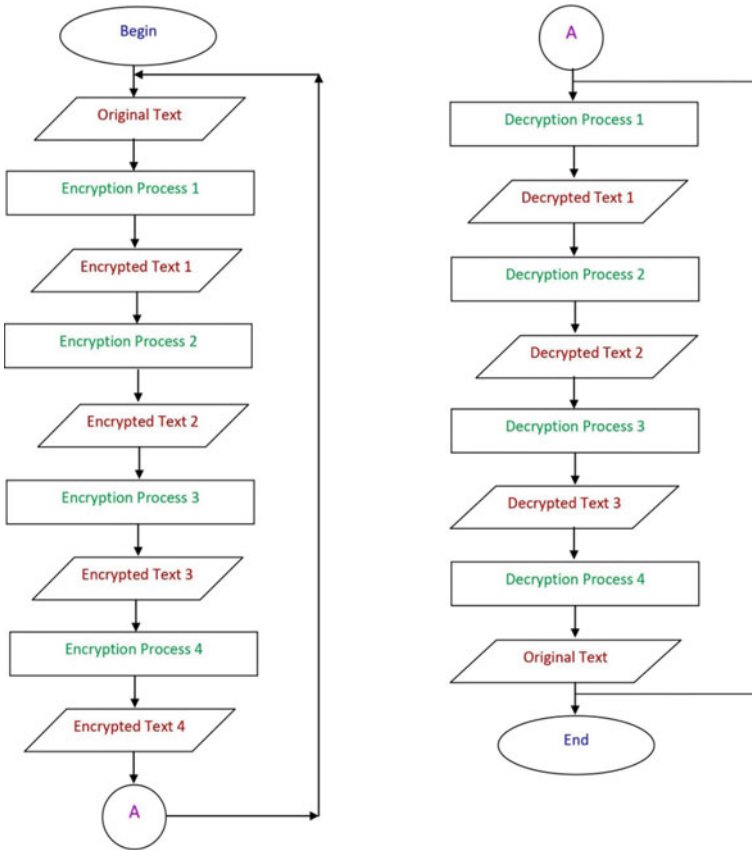 Begin
Original Text
Encryption Process 1
Encrypted Text 1
Encryption Process 2
Encrypted Text 2
Encryption Process 3
Encrypted Text 3
Encryption Process 4
Encrypted Text 4
A
A
Decryption Process 1
Decrypted Text 1
Decryption Process 2
Decrypted Text 2
Decryption Process 3
Decrypted Text 3
Decryption Process 4
Original Text
End